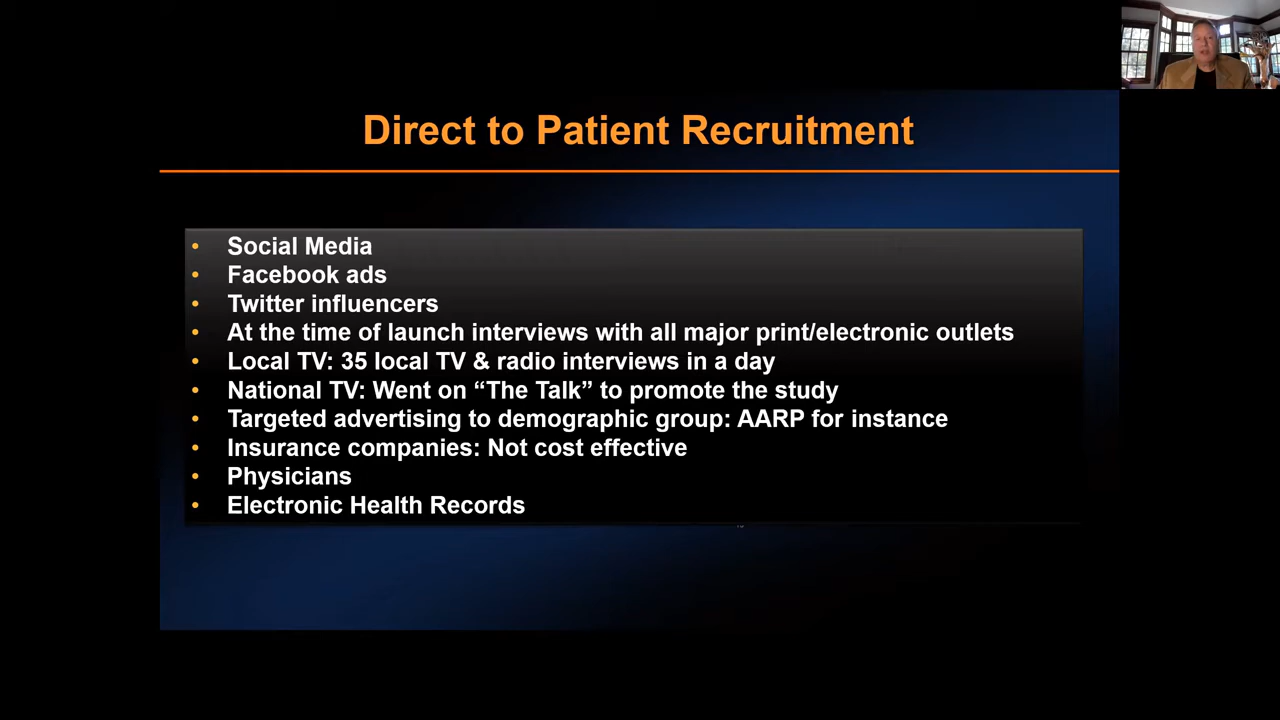 Direct to Patient Recruitment
• Social Media
• Facebook ads
• Twitter influencers
• At the time of launch interviews with all major print/electronic outlets
• Local TV: 35 local TV & radio interviews in a day
• National TV: Went on “The Talk” to promote the study
• Targeted advertising to demographic group: AARP for instance
• Insurance companies: Not cost effective
• Physicians
• Electronic Health Records